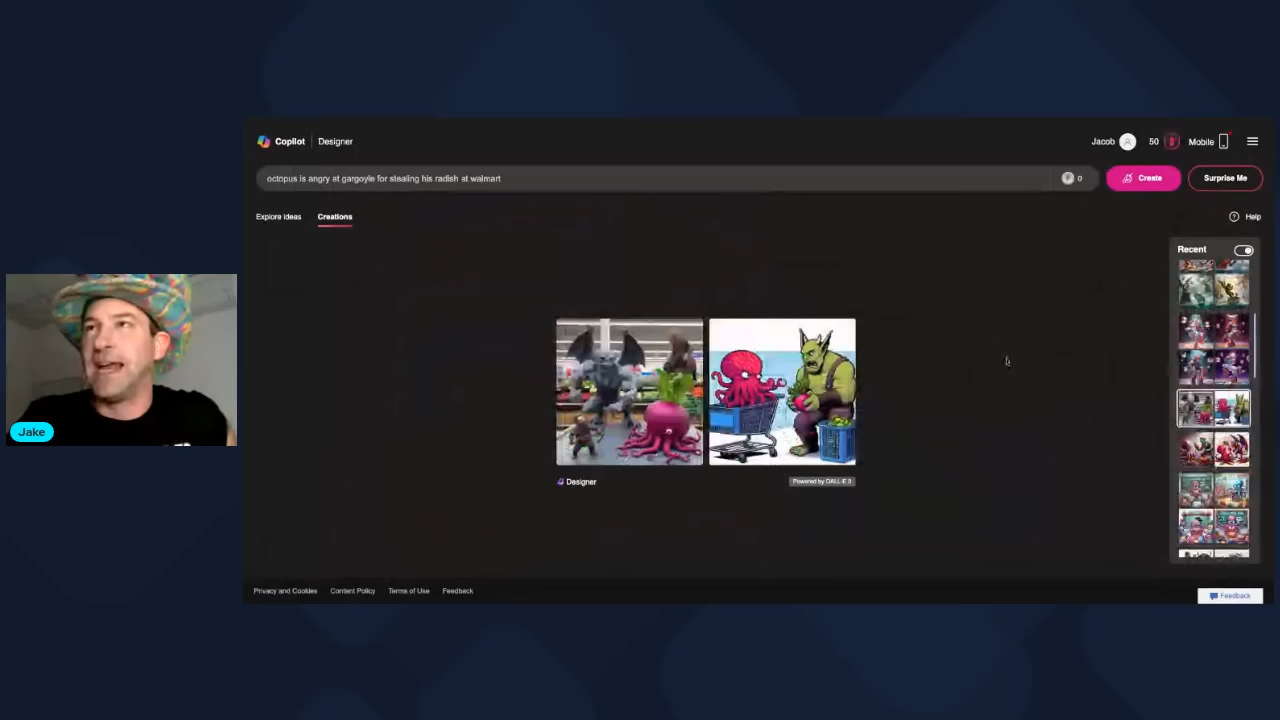 Copilot Designer
Jacob 50 Mobile
octopus is angry at gargoyle for stealing his radish at walmart
0 Create Surprise Me
Explore ideas Creations
Help
Recent
Jake
Designer
Powered by DALL·E 3
Privacy and Cookies Content Policy Terms of Use Feedback
Feedback